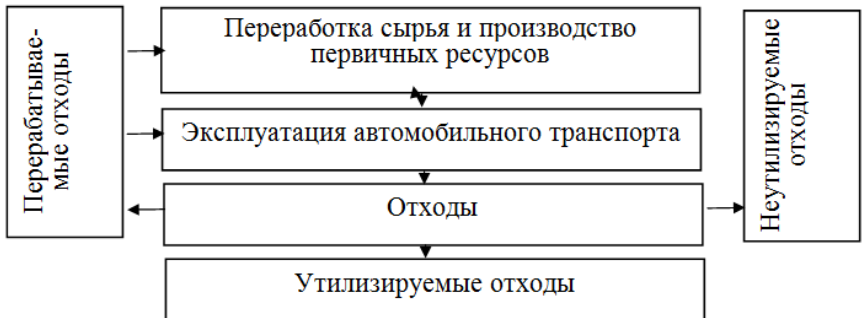 Перерабатывае-
мые отходы
Переработка сырья и производство
первичных ресурсов
Эксплуатация автомобильного транспорта
Отходы
Утилизируемые отходы
Неутилизируемые
отходы